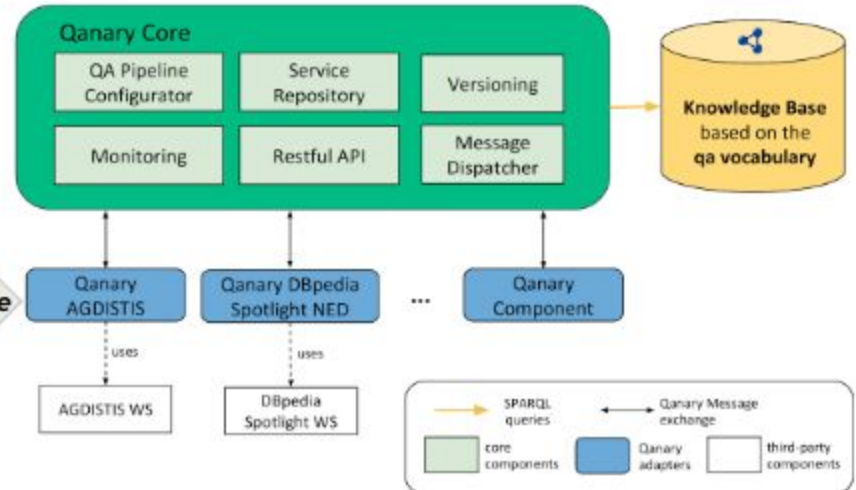 Qanary Core
QA Pipeline
Configurator
Service
Repository
Versioning
Monitoring
Restful API
Message
Dispatcher
Knowledge Base
based on the
qa vocabulary
e
Qanary
AGDISTIS
Qanary DBpedia
Spotlight NED
...
Qanary
Component
uses
uses
AGDISTIS WS
DBpedia
Spotlight WS
SPARQL
queries
Qanary Message
exchange
core
components
Qanary
adapters
third-party
components